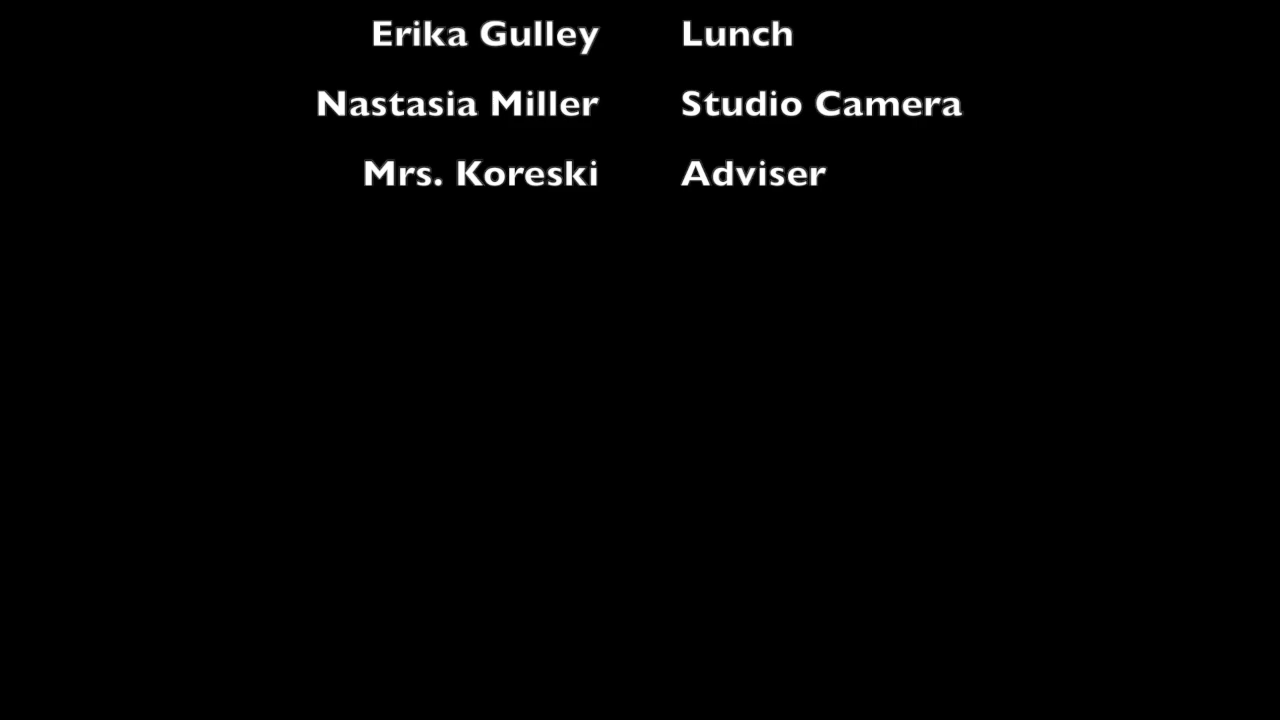 Erika Gulley Lunch
Nastasia Miller Studio Camera
Mrs. Koreski Adviser